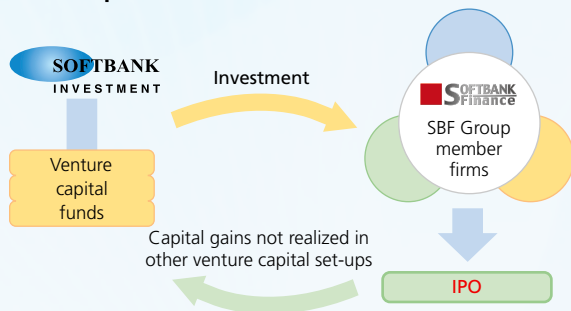 SOFTBANK
INVESTMENT
Investment
SOFTBANK
Finance
SBF Group
member
firms
Venture
capital
funds
Capital gains not realized in
other venture capital set-ups
IPO